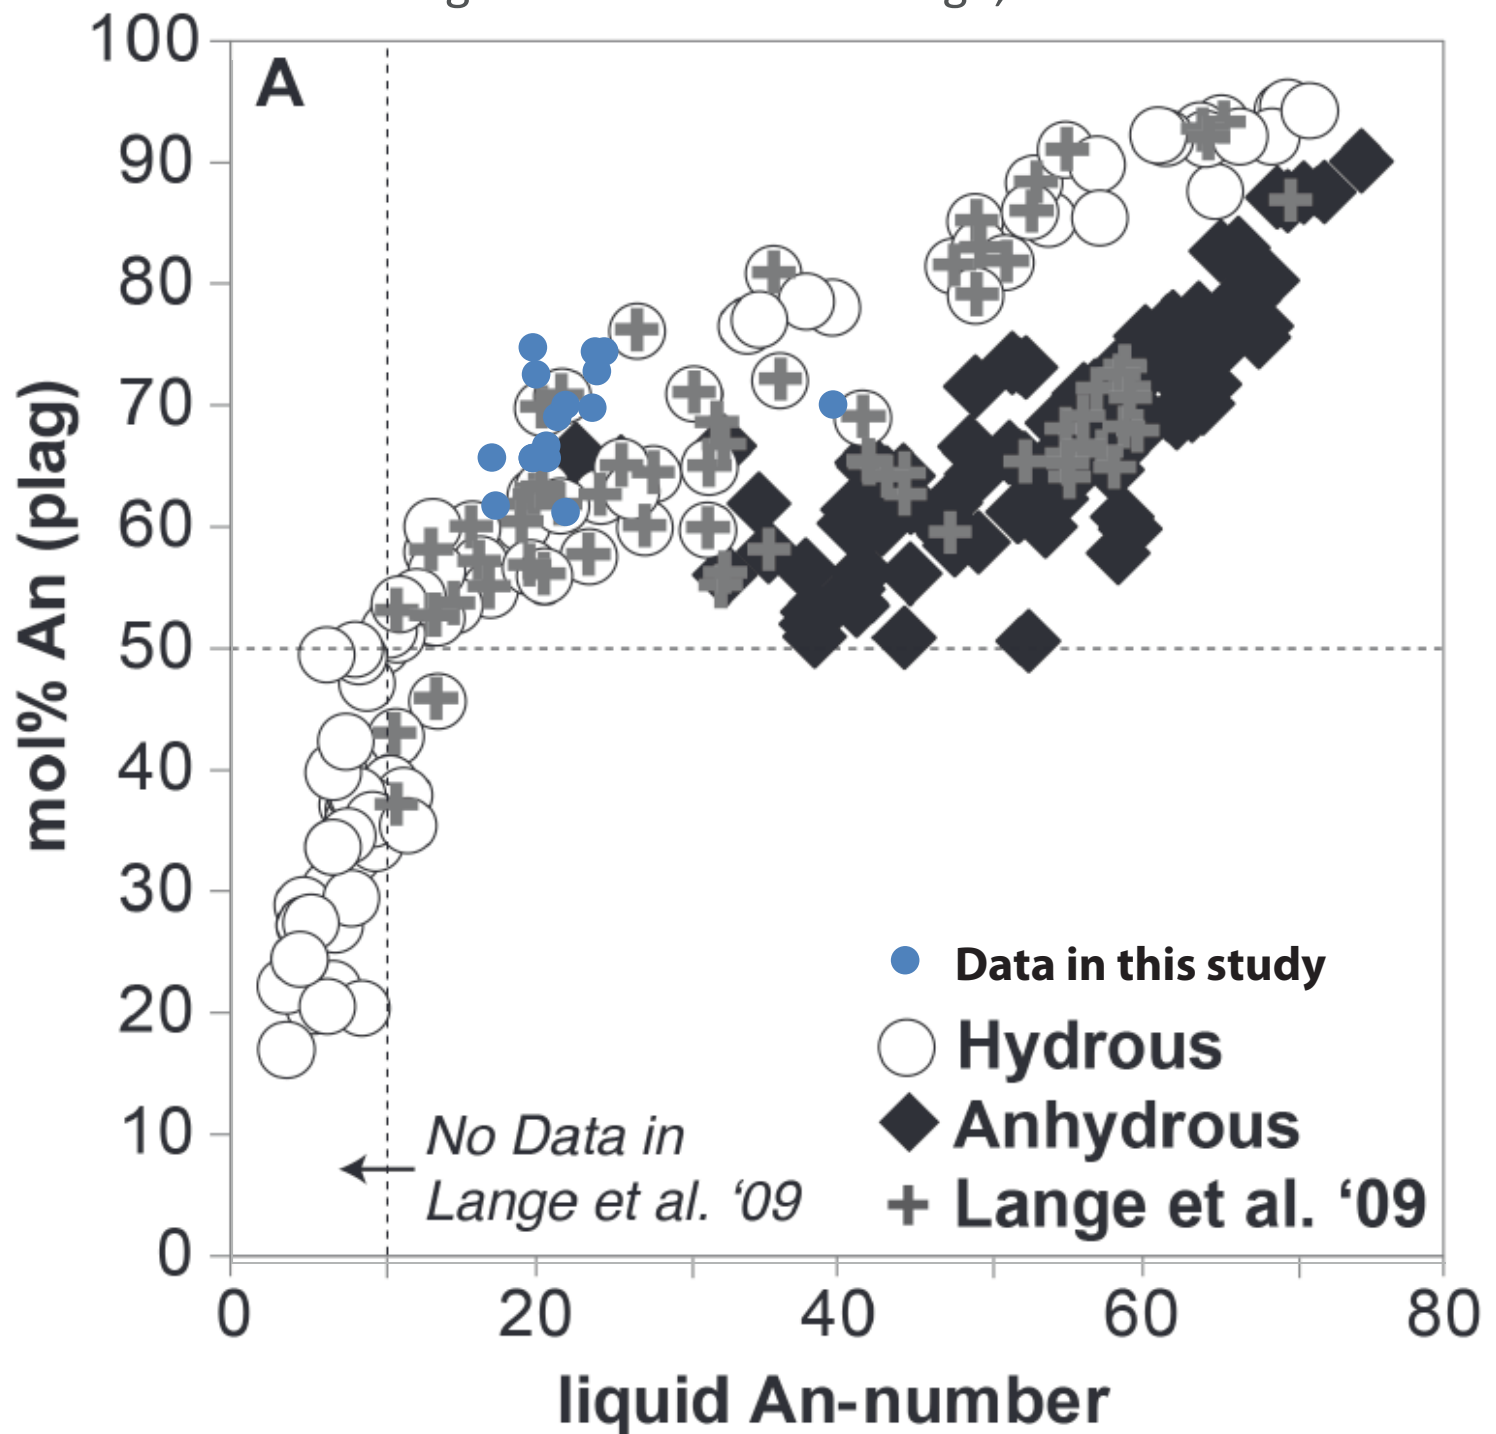 100
A
90
80
70
60
50
40
30
20
10
0
mol% An (plag)
Data in this study
Hydrous
Anhydrous
Lange et al. ‘09
No Data in
Lange et al. ‘09
0
20
40
60
80
liquid An-number